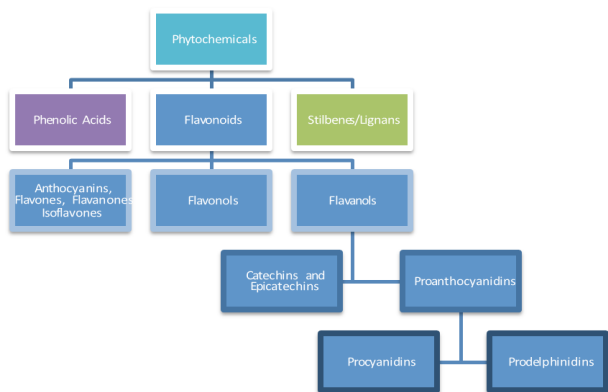 Phytochemicals
Phenolic Acids
Flavonoids
Stilbenes/Lignans
Anthocyanins,
Flavones, Flavanones
Isoflavones
Flavonols
Flavanols
Catechins and
Epicatechins
Proanthocyanidins
Procyanidins
Prodelphinidins